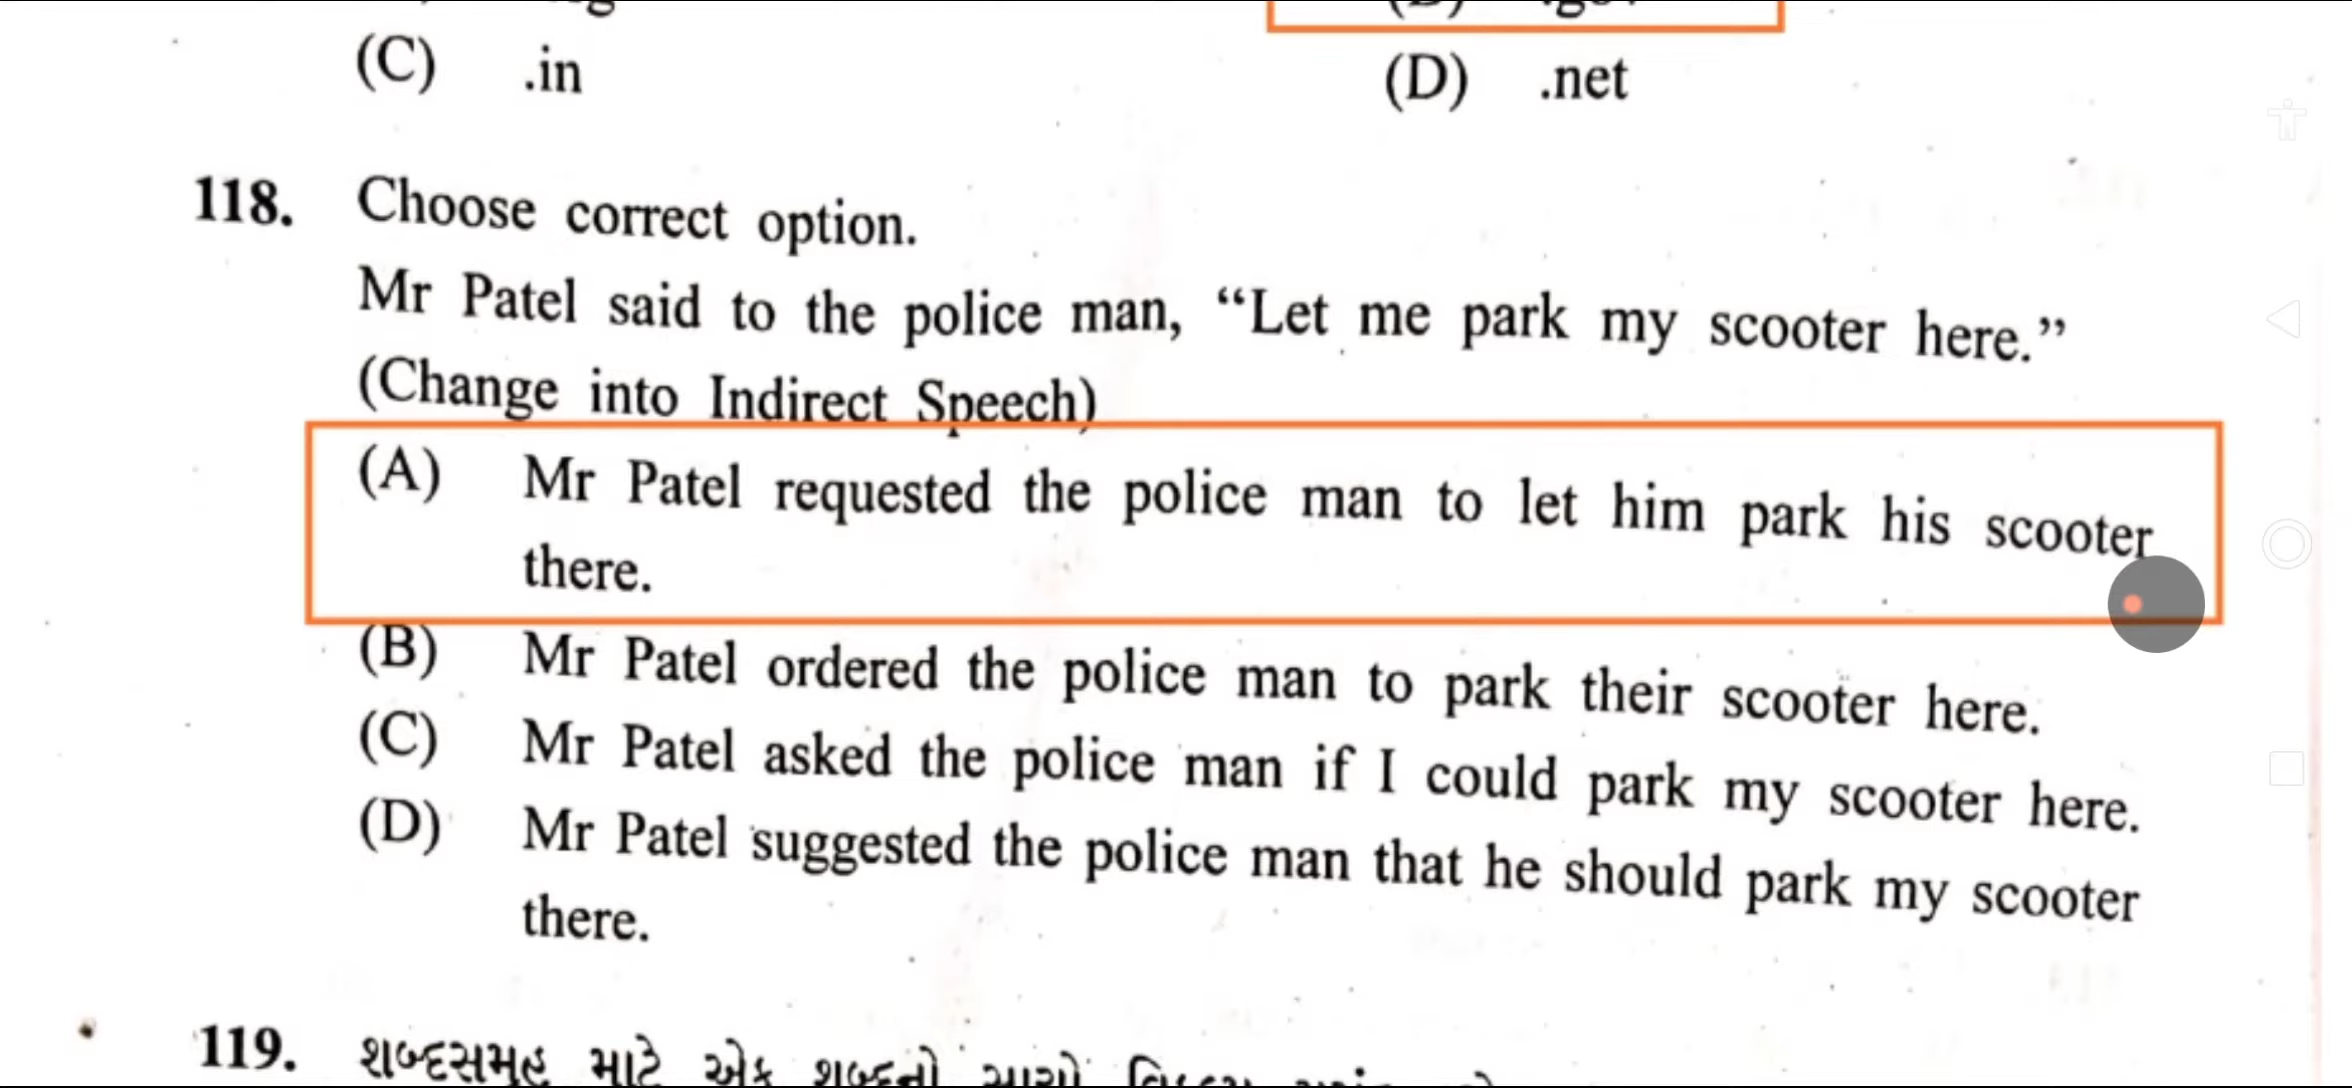 (C) .in (D) .net
118. Choose correct option.
Mr Patel said to the police man, “Let me park my scooter here.”
(Change into Indirect Speech)
(A) Mr Patel requested the police man to let him park his scooter
there.
(B) Mr Patel ordered the police man to park their scooter here.
(C) Mr Patel asked the police man if I could park my scooter here.
(D) Mr Patel suggested the police man that he should park my scooter
there.
119. શબ્દસમૂહ માટે એક શબ્દનો